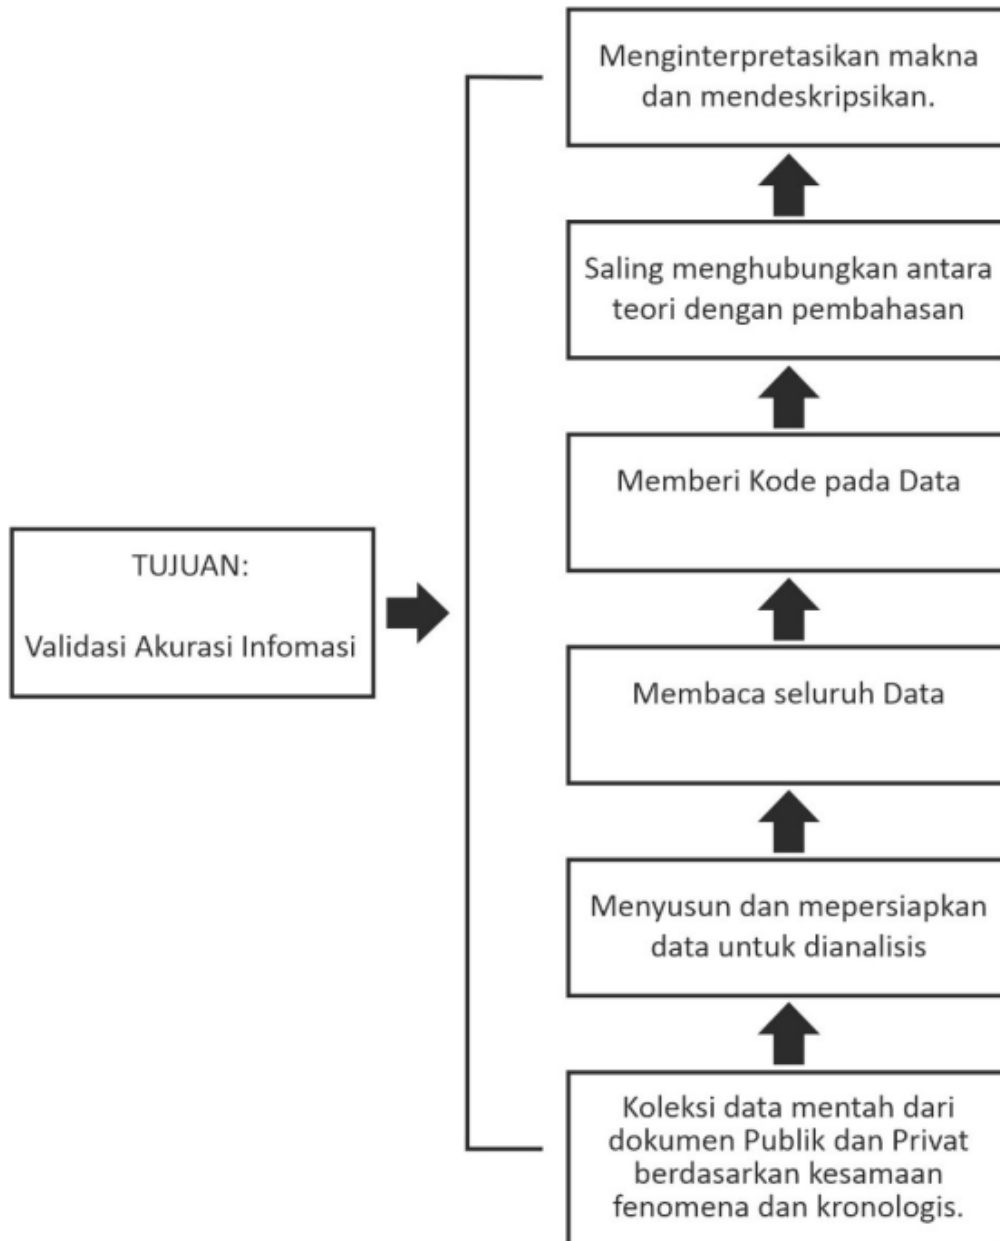 Menginterpretasikan makna
dan mendeskripsikan.
Saling menghubungkan antara
teori dengan pembahasan
Memberi Kode pada Data
TUJUAN:
Validasi Akurasi Infomasi
Membaca seluruh Data
Menyusun dan mepersiapkan
data untuk dianalisis
Koleksi data mentah dari
dokumen Publik dan Privat
berdasarkan kesamaan
fenomena dan kronologis.